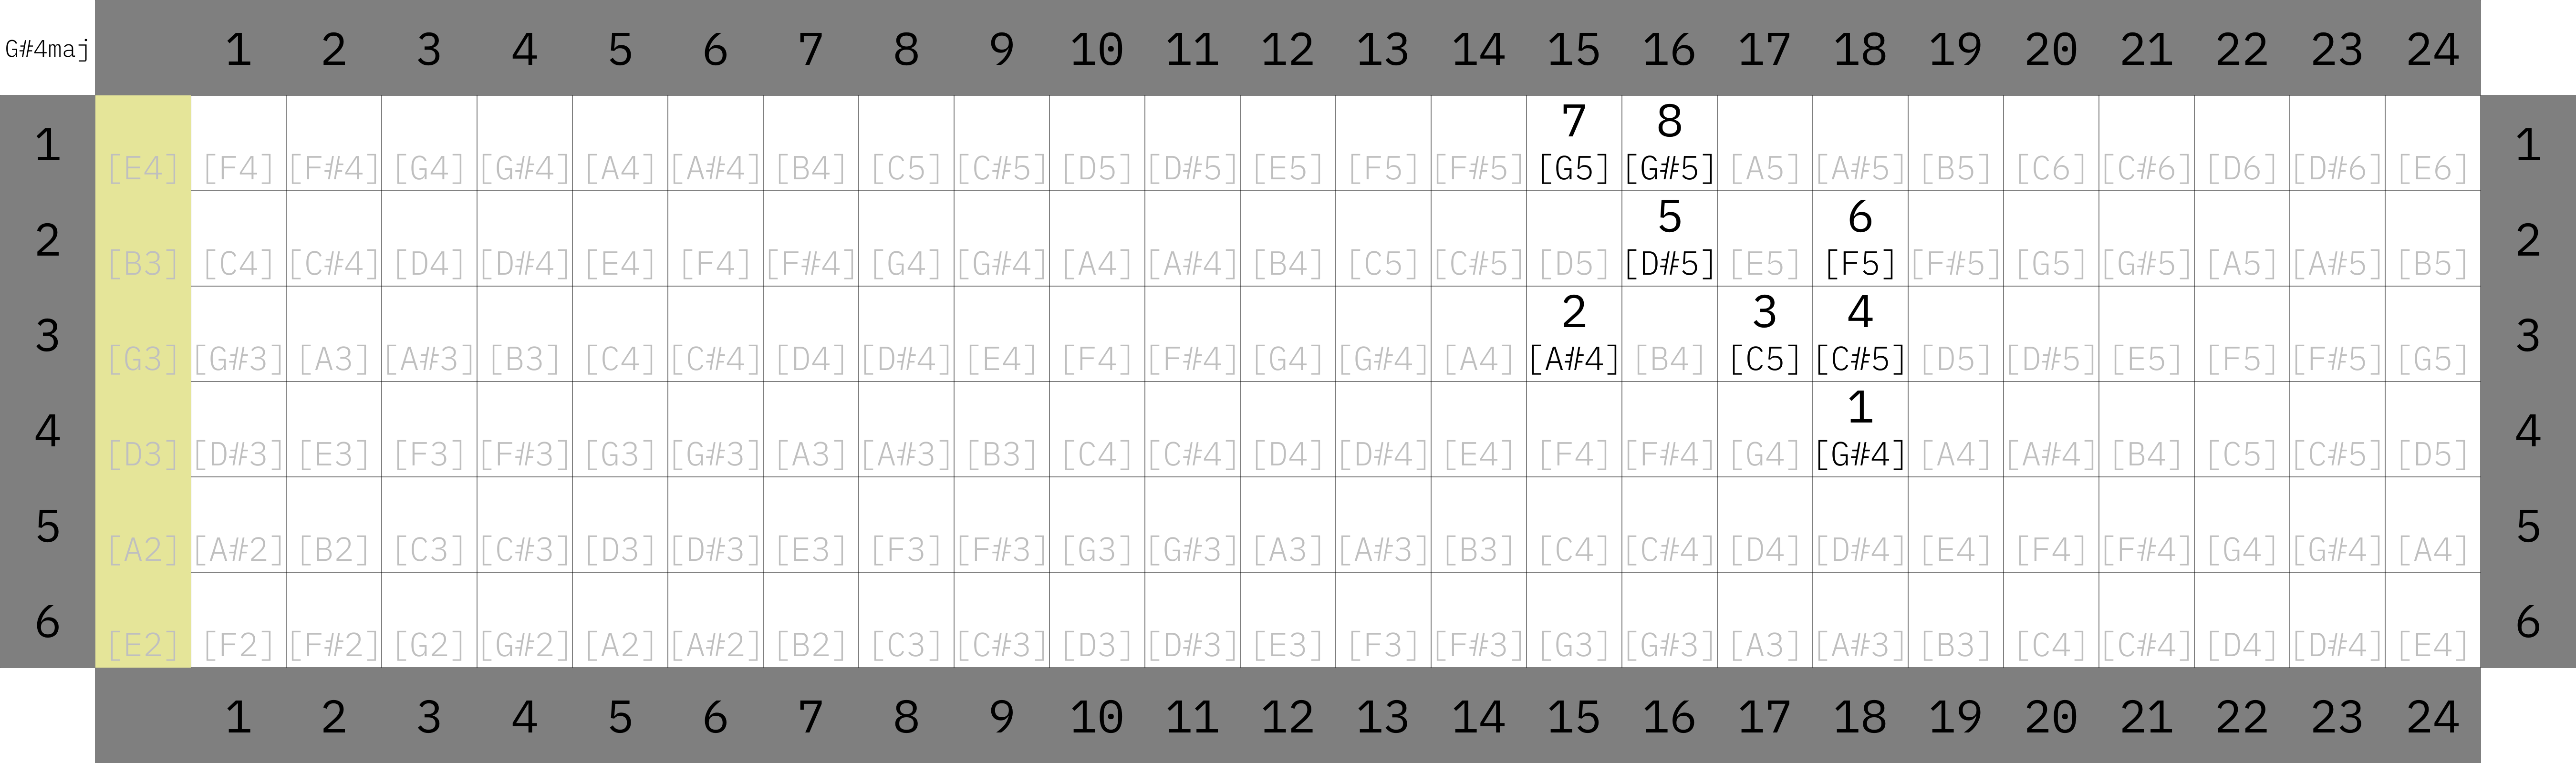 G#4maj 1 2 3 4 5 6 7 8 9 10 11 12 13 14 15 16 17 18 19 20 21 22 23 24
7 8
1 [E4] [F4] [F#4] [G4] [G#4] [A4] [A#4] [B4] [C5] [C#5] [D5] [D#5] [E5] [F5] [F#5] [G5] [G#5] [A5] [A#5] [B5] [C6] [C#6] [D6] [D#6] [E6] 1
5 6
2 [B3] [C4] [C#4] [D4] [D#4] [E4] [F4] [F#4] [G4] [G#4] [A4] [A#4] [B4] [C5] [C#5] [D5] [D#5] [E5] [F5] [F#5] [G5] [G#5] [A5] [A#5] [B5] 2
2 3 4
3 [G3] [G#3] [A3] [A#3] [B3] [C4] [C#4] [D4] [D#4] [E4] [F4] [F#4] [G4] [G#4] [A4] [A#4] [B4] [C5] [C#5] [D5] [D#5] [E5] [F5] [F#5] [G5] 3
1
4 [D3] [D#3] [E3] [F3] [F#3] [G3] [G#3] [A3] [A#3] [B3] [C4] [C#4] [D4] [D#4] [E4] [F4] [F#4] [G4] [G#4] [A4] [A#4] [B4] [C5] [C#5] [D5] 4
5 [A2] [A#2] [B2] [C3] [C#3] [D3] [D#3] [E3] [F3] [F#3] [G3] [G#3] [A3] [A#3] [B3] [C4] [C#4] [D4] [D#4] [E4] [F4] [F#4] [G4] [G#4] [A4] 5
6 [E2] [F2] [F#2] [G2] [G#2] [A2] [A#2] [B2] [C3] [C#3] [D3] [D#3] [E3] [F3] [F#3] [G3] [G#3] [A3] [A#3] [B3] [C4] [C#4] [D4] [D#4] [E4] 6
1 2 3 4 5 6 7 8 9 10 11 12 13 14 15 16 17 18 19 20 21 22 23 24